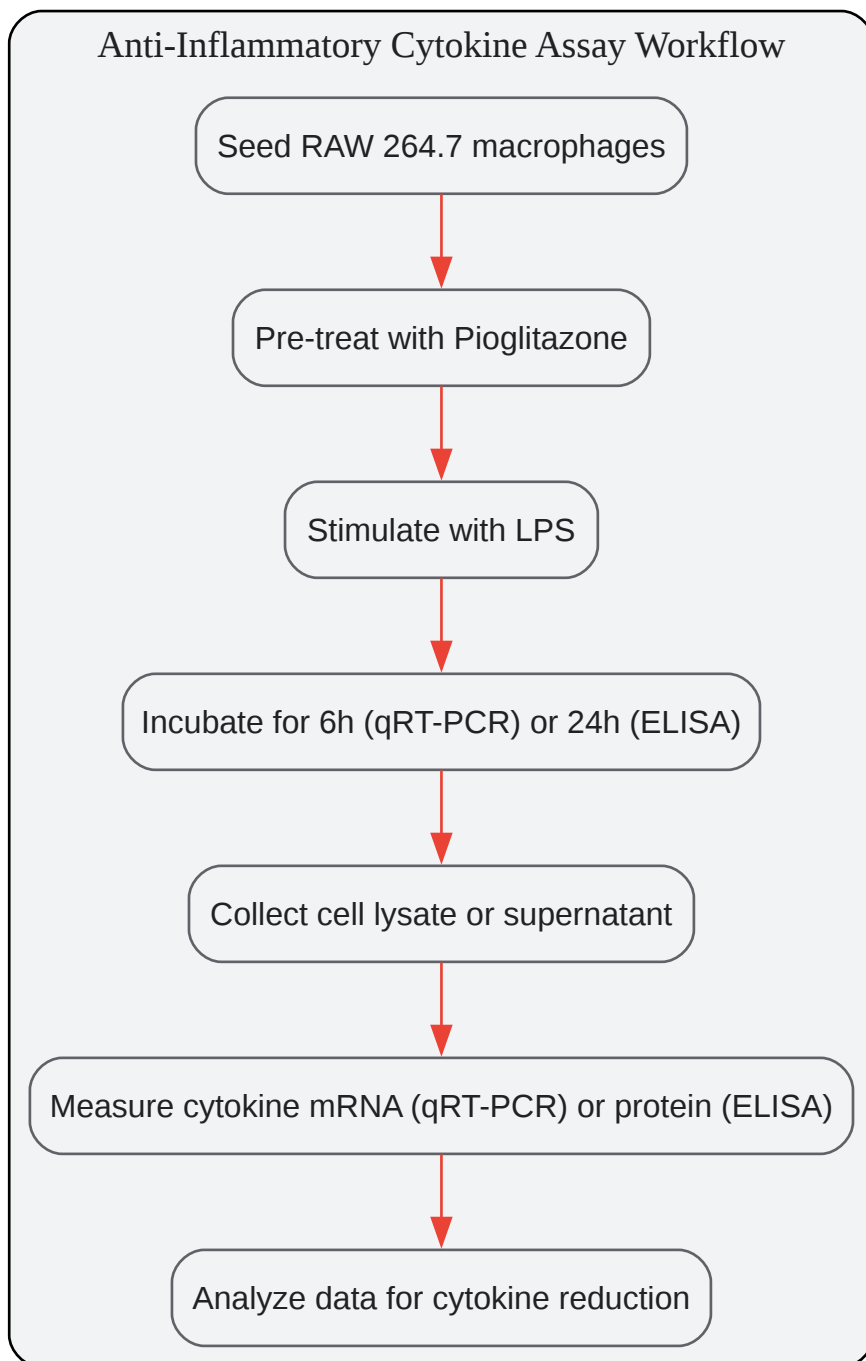 Anti-Inflammatory Cytokine Assay Workflow
Seed RAW 264.7 macrophages
Pre-treat with Pioglitazone
Stimulate with LPS
Incubate for 6h (qRT-PCR) or 24h (ELISA)
Collect cell lysate or supernatant
Measure cytokine mRNA (qRT-PCR) or protein (ELISA)
Analyze data for cytokine reduction